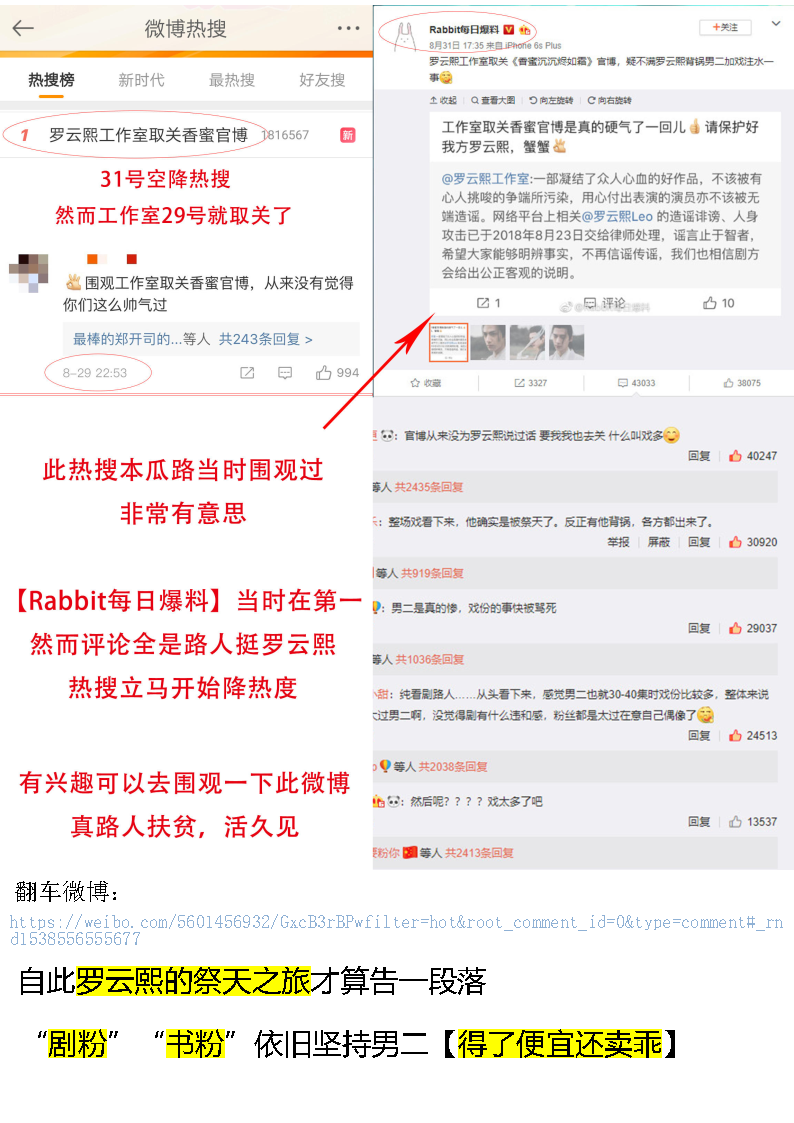 微博热搜
热搜榜 新时代 最热搜 好友搜
1 罗云熙工作室取关香蜜官博 1816567 新
31号空降热搜
然而工作室29号就取关了
围观工作室取关香蜜官博，从来没有觉得
你们这么帅气过
最棒的郑开司的...等人 共243条回复 >
8-29 22:53 994
此热搜本瓜路当时围观过
非常有意思
【Rabbit每日爆料】当时在第一
然而评论全是路人挺罗云熙
热搜立马开始降热度
有兴趣可以去围观一下此微博
真路人扶贫，活久见
Rabbit每日爆料 +关注
8月31日 17:35 来自 iPhone 6s Plus
罗云熙工作室取关《香蜜沉沉烬如霜》官博，疑不满罗云熙背锅男二加戏注水一
事
收起 查看大图 向左旋转 向右旋转
工作室取关香蜜官博是真的硬气了一回儿 请保护好
我方罗云熙，蟹蟹
@罗云熙工作室:一部凝结了众人心血的好作品，不该被有
心人挑唆的争端所污染，用心付出表演的演员亦不该被无
端造谣。网络平台上相关@罗云熙Leo 的造谣诽谤、人身
攻击已于2018年8月23日交给律师处理，谣言止于智者，
希望大家能够明辨事实，不再信谣传谣，我们也相信剧方
会给出公正客观的说明。
1 评论 10
收藏 3327 43033 38075
：官博从来没为罗云熙说过话 要我我也去关 什么叫戏多
回复 40247
等人 共2435条回复
：整场戏看下来，他确实是被祭天了。反正有他背锅，各方都出来了。
举报 屏蔽 回复 30920
等人 共919条回复
：男二是真的惨，戏份的事快被骂死
回复 29037
等人 共1036条回复
小甜：纯看剧路人……从头看下来，感觉男二也就30-40集时戏份比较多，整体来说
太过男二啊，没觉得剧有什么违和感，粉丝都是太过在意自己偶像了
回复 24513
等人 共2038条回复
：然后呢？？？？戏太多了吧
回复 13537
粉你 等人 共2413条回复
翻车微博：
https://weibo.com/5601456932/GxcB3rBPwfilter=hot&root_comment_id=0&type=comment#_rn
d1538556555677
自此罗云熙的祭天之旅才算告一段落
“剧粉”“书粉”依旧坚持男二【得了便宜还卖乖】